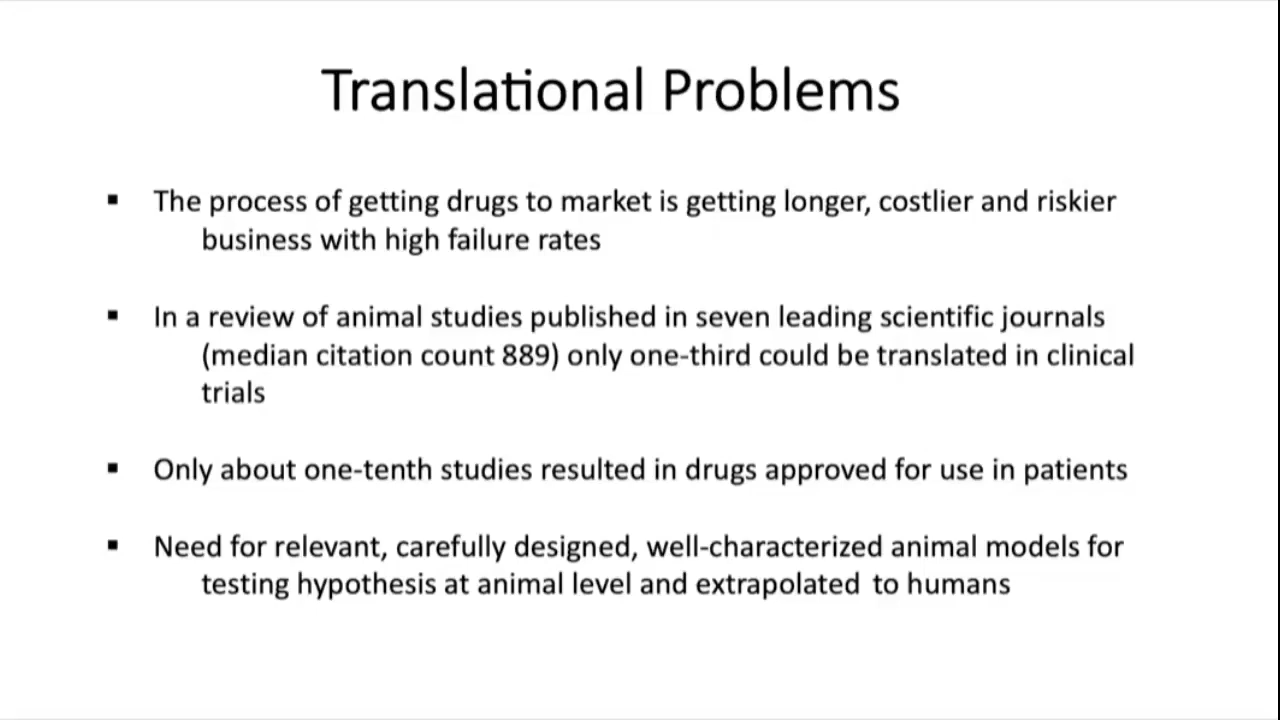 Translational Problems
▪ The process of getting drugs to market is getting longer, costlier and riskier
business with high failure rates
▪ In a review of animal studies published in seven leading scientific journals
(median citation count 889) only one-third could be translated in clinical
trials
▪ Only about one-tenth studies resulted in drugs approved for use in patients
▪ Need for relevant, carefully designed, well-characterized animal models for
testing hypothesis at animal level and extrapolated to humans